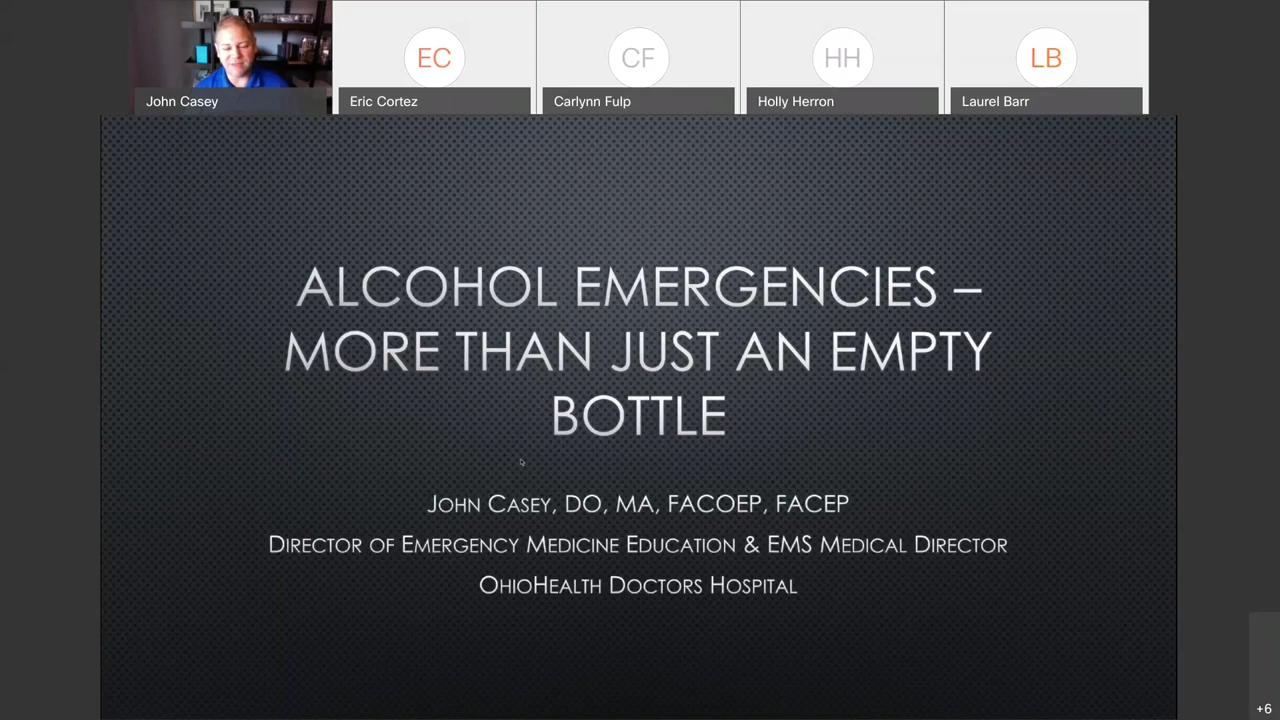 EC
CF
HH
LB
John Casey
Eric Cortez
Carlynn Fulp
Holly Herron
Laurel Barr
ALCOHOL EMERGENCIES –
MORE THAN JUST AN EMPTY
BOTTLE
JOHN CASEY, DO, MA, FACOEP, FACEP
DIRECTOR OF EMERGENCY MEDICINE EDUCATION & EMS MEDICAL DIRECTOR
OHIOHEALTH DOCTORS HOSPITAL
+6